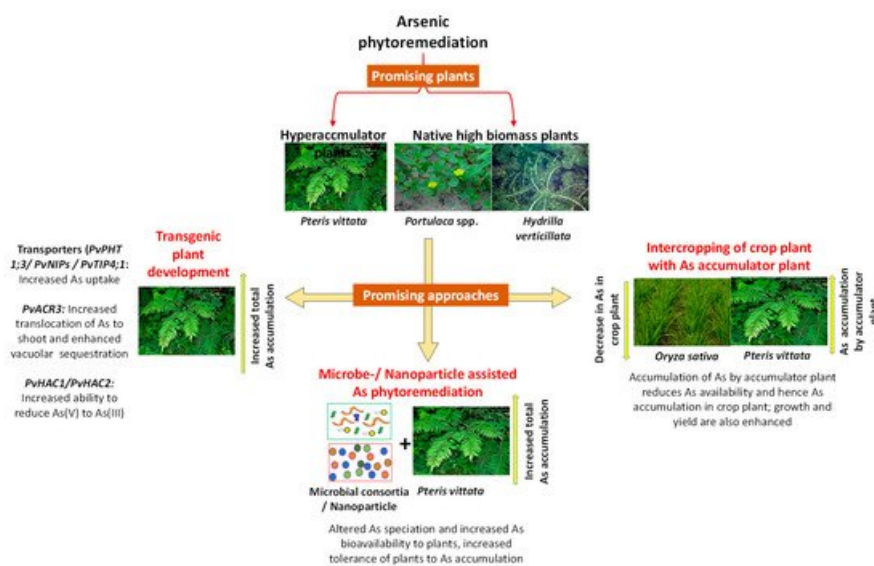 Arsenic
phytoremediation
Promising plants
Hyperaccmulator
plants
Native high biomass plants
Pteris vittata
Portulaca spp.
Hydrilla
verticillata
Transporters (PvPHT
1;3/ PvNIPs / PvTIP4;1:
Increased As uptake
PvACR3: Increased
translocation of As to
shoot and enhanced
vacuolar sequestration
PvHAC1/PvHAC2:
Increased ability to
reduce As(V) to As(III)
Transgenic
plant
development
Increased total
As accumulation
Promising approaches
Intercropping of crop plant
with As accumulator plant
Decrease in As in
crop plant
Oryza sativa
Pteris vittata
As accumulation
by accumulator
plant
Accumulation of As by accumulator plant
reduces As availability and hence As
accumulation in crop plant; growth and
yield are also enhanced
Microbe-/ Nanoparticle assisted
As phytoremediation
+
Microbial consortia
/ Nanoparticle
Pteris vittata
Increased total
As accumulation
Altered As speciation and increased As
bioavailability to plants, increased
tolerance of plants to As accumulation